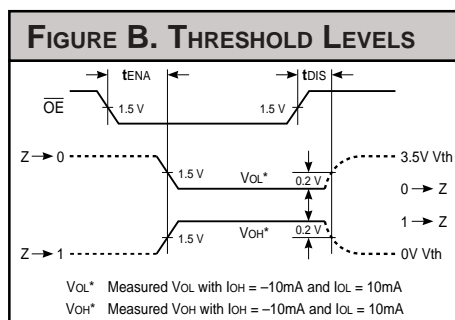 FIGURE B. THRESHOLD LEVELS
tENA
tDIS
OE
1.5 V
1.5 V
Z 0
1.5 V
VOL*
0.2 V
3.5V Vth
0 Z
1 Z
Z 1
1.5 V
VOH*
0.2 V
0V Vth
VOL* Measured VOL with IOH = –10mA and IOL = 10mA
VOH* Measured VOH with IOH = –10mA and IOL = 10mA